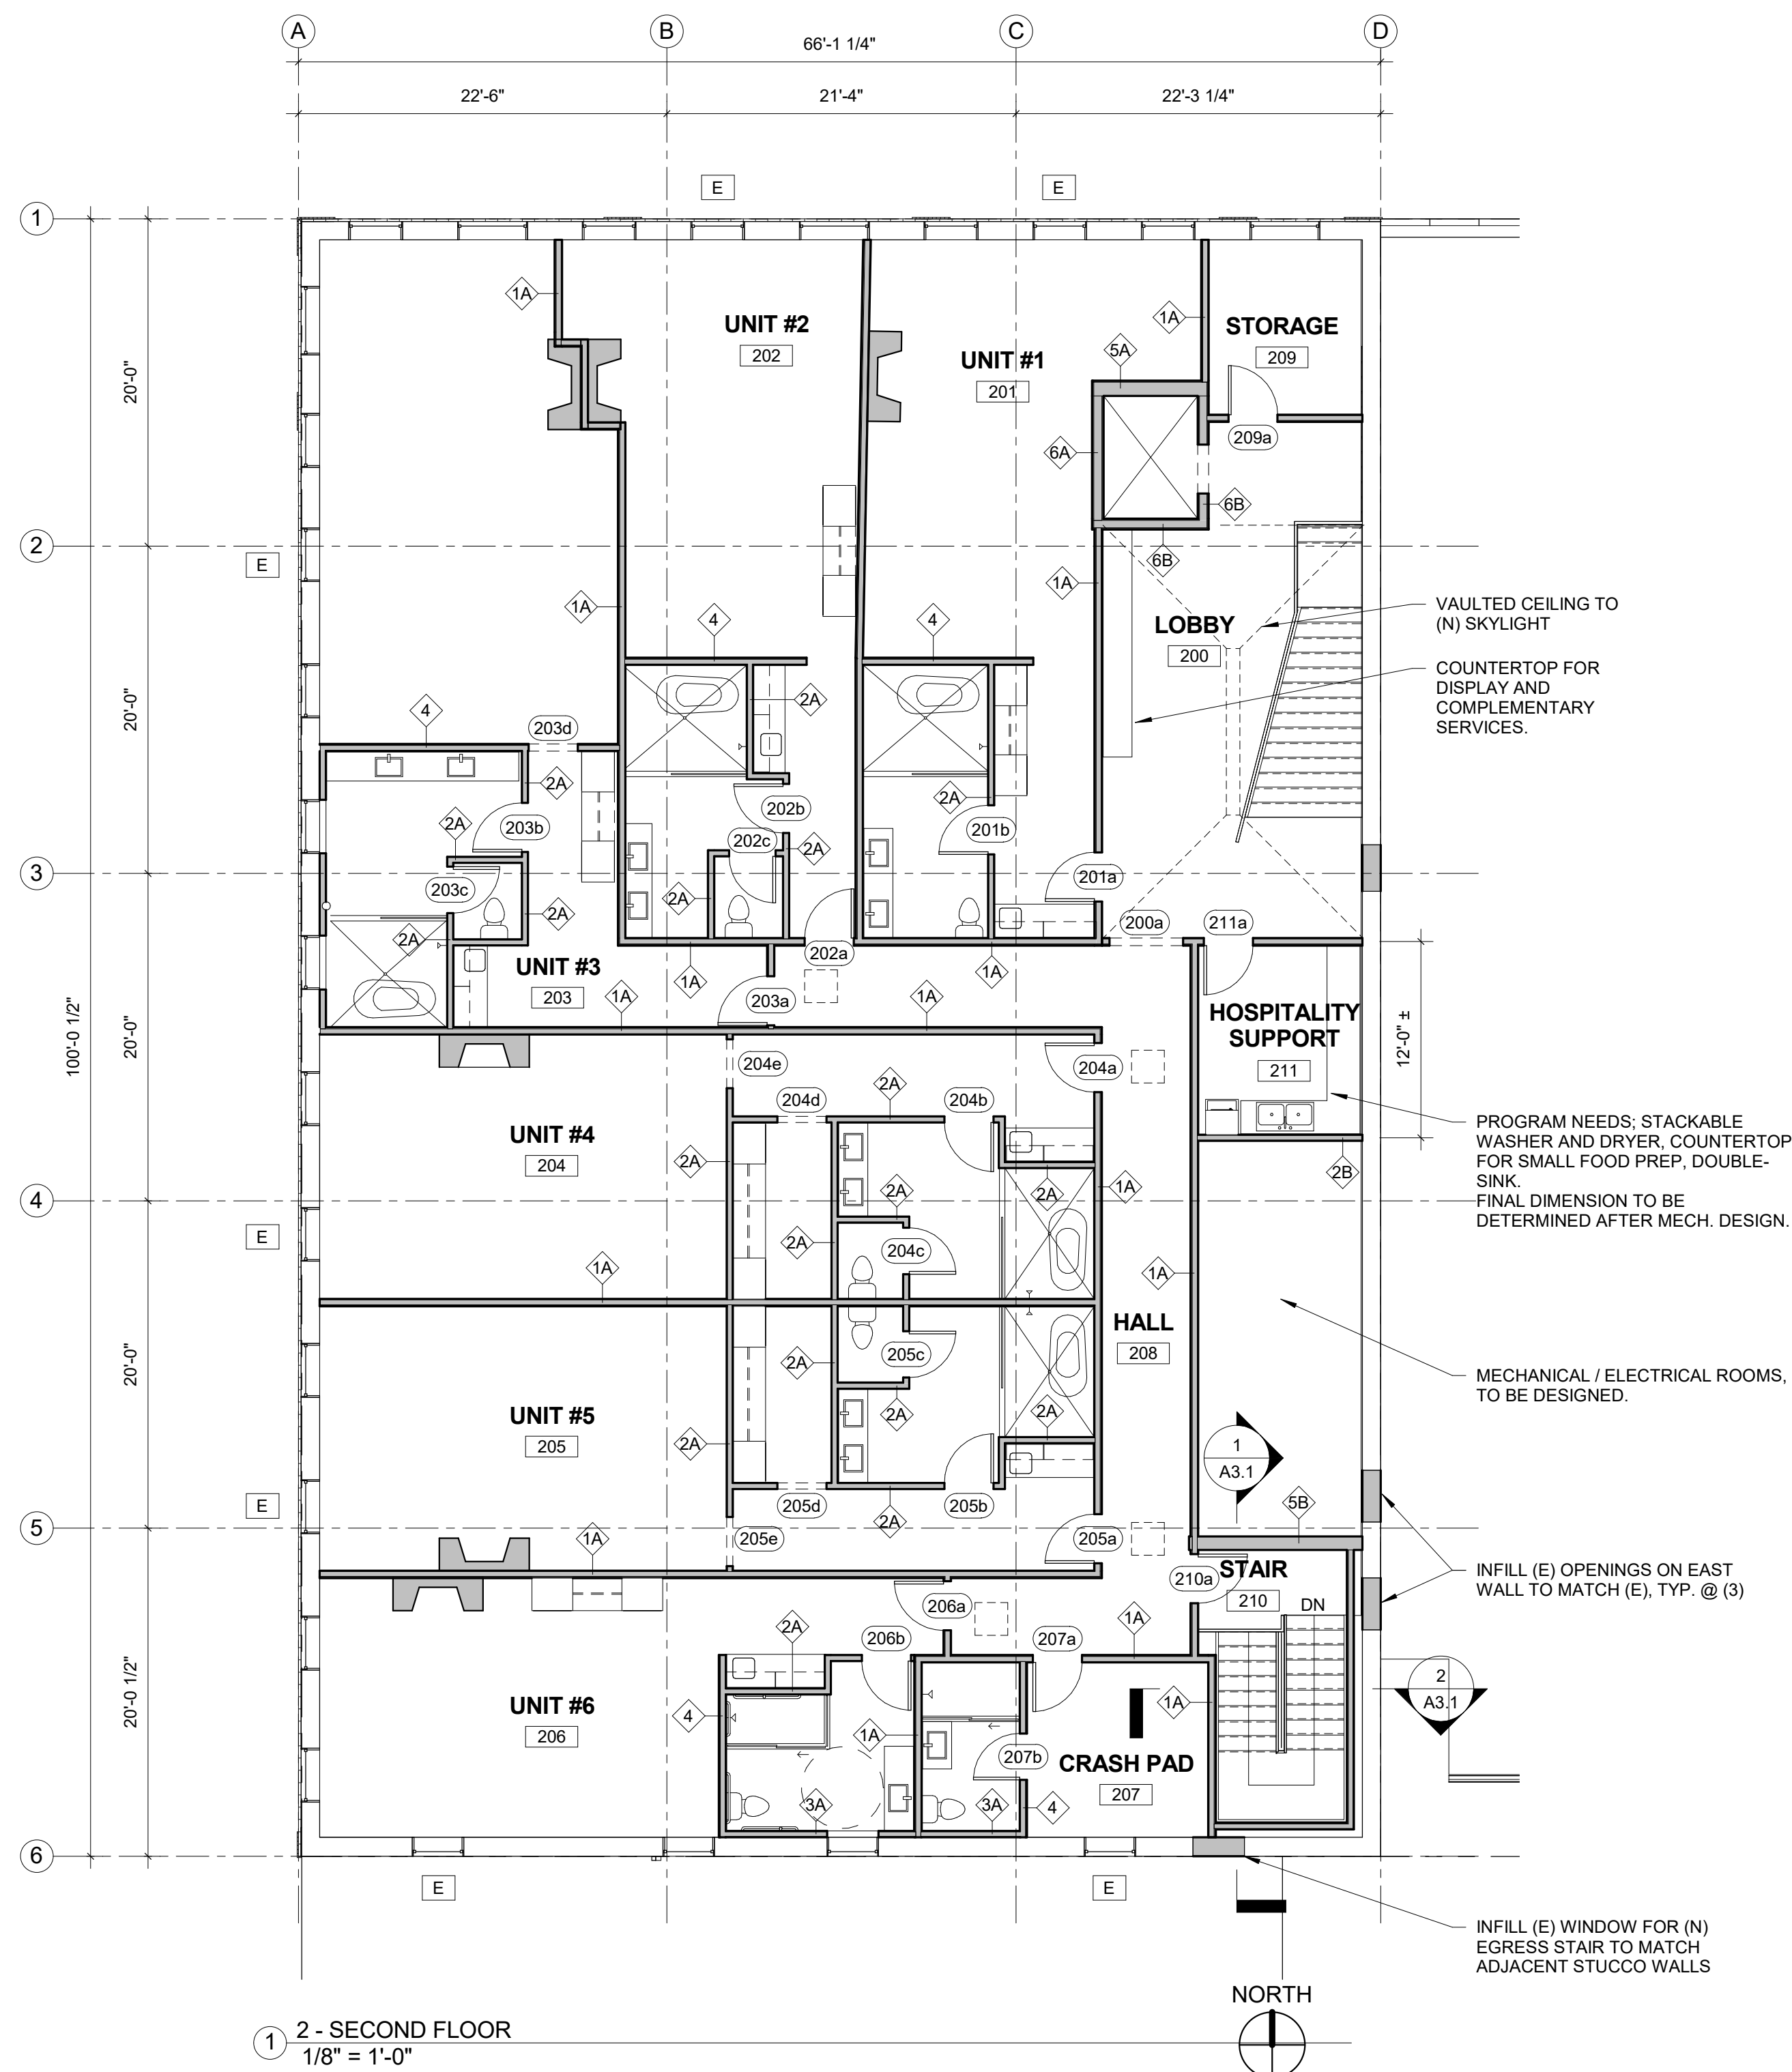 A
B
C
D
66'-1 1/4"
22'-6"
21'-4"
22'-3 1/4"
E
E
1
1A
UNIT #2
202
1A
STORAGE
209
5A
UNIT #1
201
20'-0"
209a
6A
6B
2
E
6B
1A
1A
VAULTED CEILING TO
(N) SKYLIGHT
4
4
LOBBY
200
COUNTERTOP FOR
DISPLAY AND
COMPLEMENTARY
SERVICES.
20'-0"
4
203d
2A
2A
2A
202b
2A
203b
202c
2A
201b
3
203c
2A
2A
201a
2A
200a
211a
2A
202a
UNIT #3
203
1A
1A
1A
203a
1A
HOSPITALITY
SUPPORT
211
100'-0 1/2"
20'-0"
12'-0" ±
204e
204a
2A
204d
204b
UNIT #4
204
2A
2A
2A
1A
2B
PROGRAM NEEDS; STACKABLE
WASHER AND DRYER, COUNTERTOP
FOR SMALL FOOD PREP, DOUBLE-
SINK.
FINAL DIMENSION TO BE
DETERMINED AFTER MECH. DESIGN.
4
E
2A
204c
1A
1A
HALL
208
20'-0"
2A
205c
MECHANICAL / ELECTRICAL ROOMS,
TO BE DESIGNED.
UNIT #5
205
2A
2A
2A
1
A3.1
E
205d
205b
5B
5
2A
1A
205e
205a
STAIR
210
210a
DN
INFILL (E) OPENINGS ON EAST
WALL TO MATCH (E), TYP. @ (3)
206a
2A
206b
207a
1A
20'-0 1/2"
UNIT #6
206
4
1A
1A
2
A3.1
207b
CRASH PAD
207
3A
3A
4
6
E
E
INFILL (E) WINDOW FOR (N)
EGRESS STAIR TO MATCH
ADJACENT STUCCO WALLS
NORTH
1
2 - SECOND FLOOR
1/8" = 1'-0"